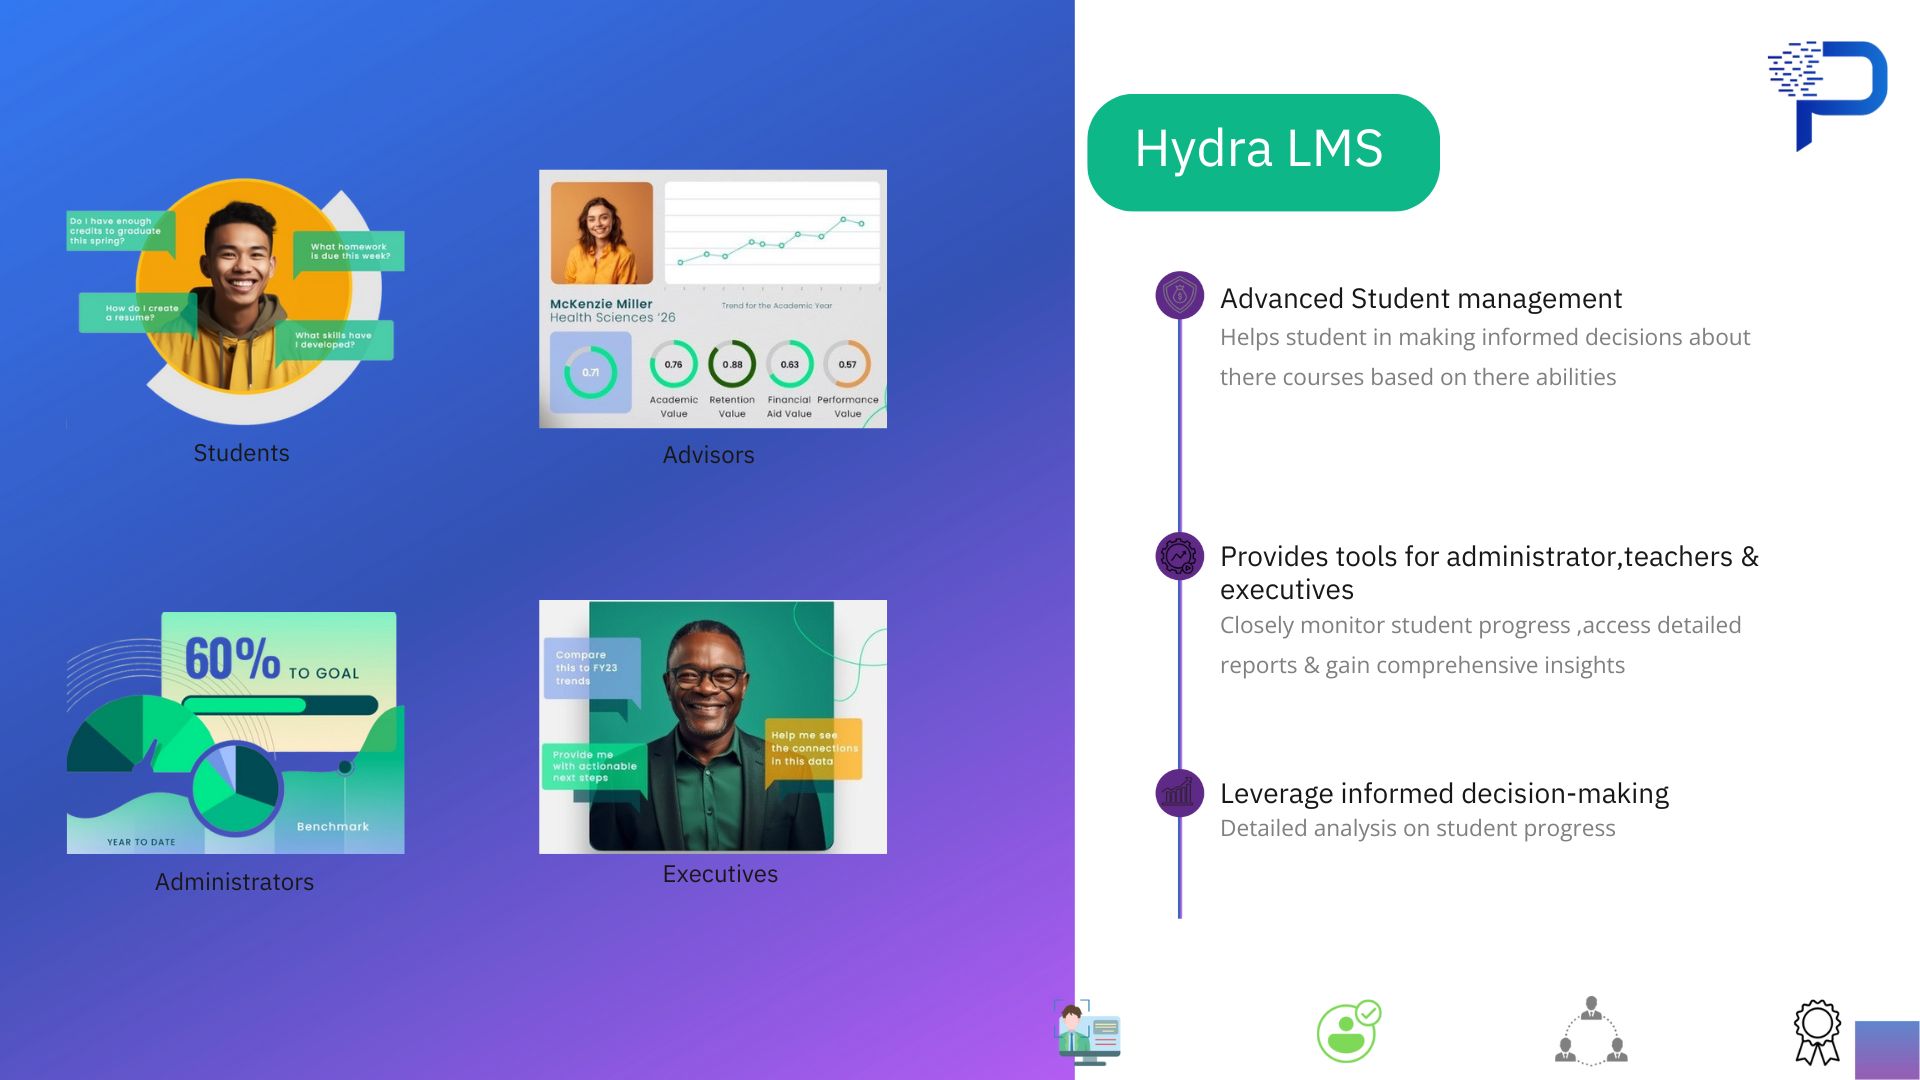 Do I have enough
credits to graduate
this spring?
What homework
is due this week?
How do I create
a resume?
What skills have
I developed?
Students
McKenzie Miller
Health Sciences '26
Trend for the Academic Year
0.71
0.76
0.88
0.63
0.57
Academic Value
Retention Value
Financial Aid Value
Performance Value
Advisors
60% TO GOAL
Benchmark
YEAR TO DATE
Administrators
Compare
this to FY23
trends
Provide me
with actionable
next steps
Help me see
the connections
in this data
Executives
Hydra LMS
Advanced Student management
Helps student in making informed decisions about
there courses based on there abilities
Provides tools for administrator,teachers &
executives
Closely monitor student progress ,access detailed
reports & gain comprehensive insights
Leverage informed decision-making
Detailed analysis on student progress